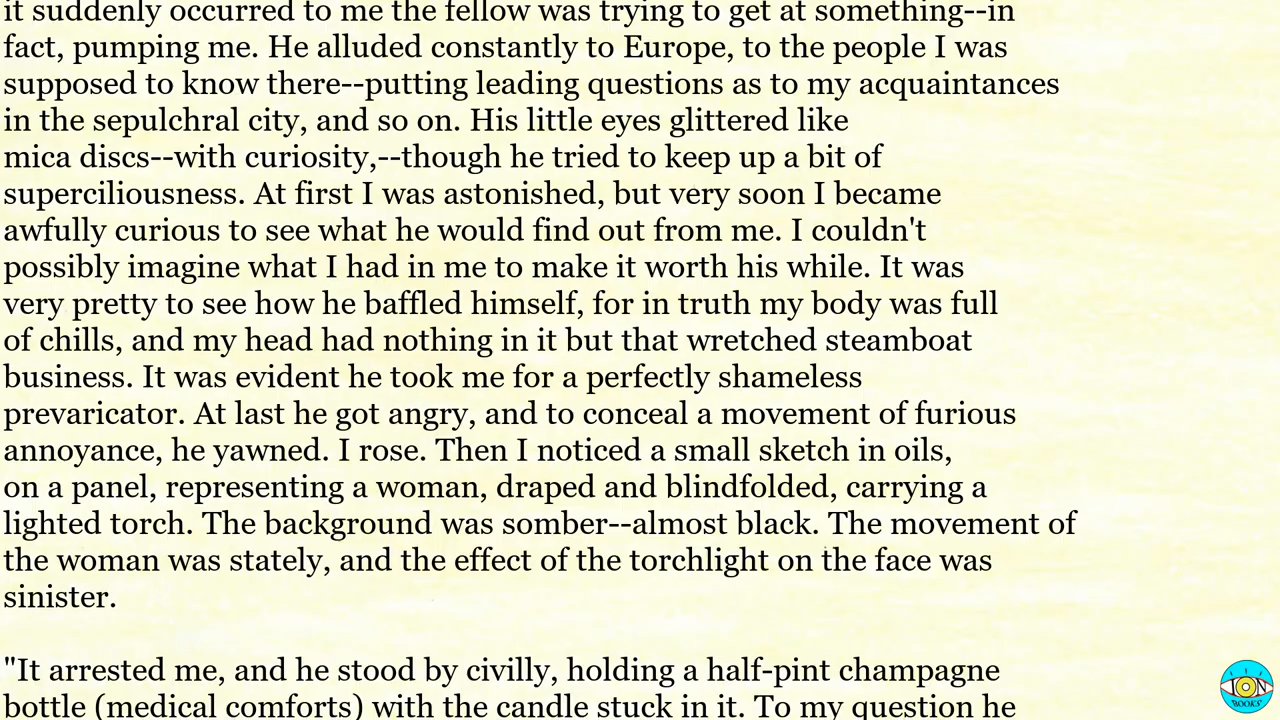 it suddenly occurred to me the fellow was trying to get at something--in
fact, pumping me. He alluded constantly to Europe, to the people I was
supposed to know there--putting leading questions as to my acquaintances
in the sepulchral city, and so on. His little eyes glittered like
mica discs--with curiosity,--though he tried to keep up a bit of
superciliousness. At first I was astonished, but very soon I became
awfully curious to see what he would find out from me. I couldn't
possibly imagine what I had in me to make it worth his while. It was
very pretty to see how he baffled himself, for in truth my body was full
of chills, and my head had nothing in it but that wretched steamboat
business. It was evident he took me for a perfectly shameless
prevaricator. At last he got angry, and to conceal a movement of furious
annoyance, he yawned. I rose. Then I noticed a small sketch in oils,
on a panel, representing a woman, draped and blindfolded, carrying a
lighted torch. The background was somber--almost black. The movement of
the woman was stately, and the effect of the torchlight on the face was
sinister.
"It arrested me, and he stood by civilly, holding a half-pint champagne
bottle (medical comforts) with the candle stuck in it. To my question he
ION
BOOKS